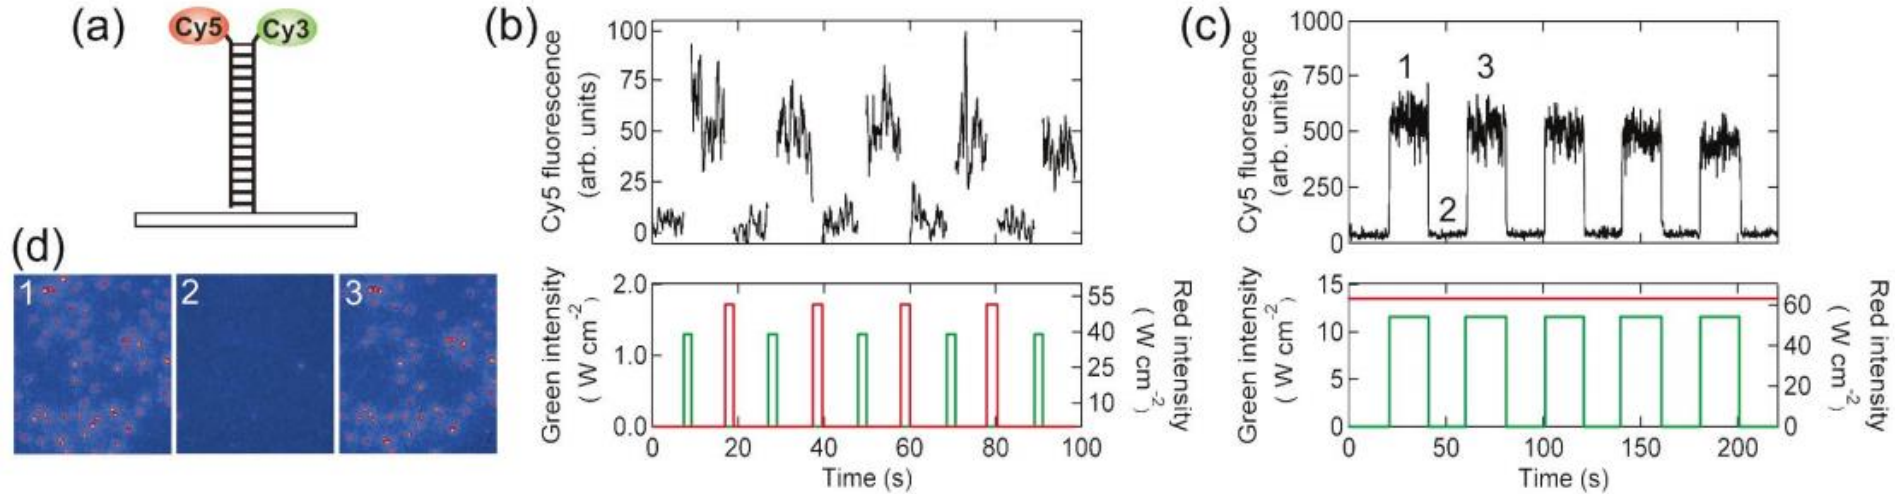 (a)
Cy5 Cy3
(b)
Cy5 fluorescence
(arb. units)
100
75
50
25
0
Green intensity
( W cm⁻² )
2.0
1.0
0.0
55
40
25
10
Red intensity
( W cm⁻² )
0 20 40 60 80 100
Time (s)
(c)
Cy5 fluorescence
(arb. units)
1000
750
500
250
0
1
2
3
Green intensity
( W cm⁻² )
15
10
5
0
60
40
20
0
Red intensity
( W cm⁻² )
0 50 100 150 200
Time (s)
(d)
1 2 3